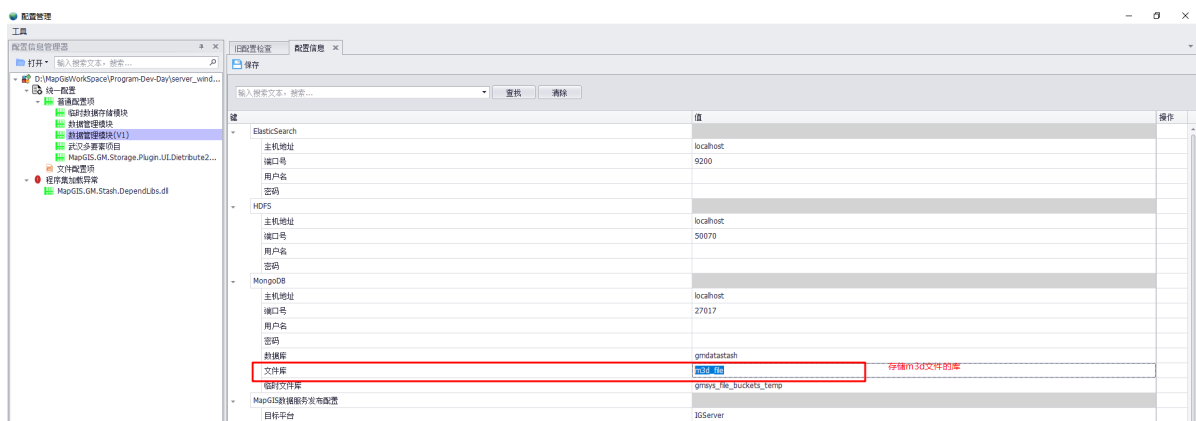 配置管理
工具
配置信息管理器
打开 输入搜索文本，搜索...
D:\MapGisWorkSpace\Program-Dev-Day\server_wind...
统一配置
普通配置项
临时数据存储模块
数据管理模块
数据管理模块(V1)
武汉多要素项目
MapGIS.GM.Storage.Plugin.UI.Distribute2...
文件配置项
程序集加载异常
MapGIS.GM.Stash.DependLibs.dll
旧配置检查 配置信息
保存
输入搜索文本，搜索... 查找 清除
键 值 操作
ElasticSearch
主机地址 localhost
端口号 9200
用户名
密码
HDFS
主机地址 localhost
端口号 50070
用户名
密码
MongoDB
主机地址 localhost
端口号 27017
用户名
密码
数据库 gmdatastash
文件库 m3d_file 存储m3d文件的库
临时文件库 gmsys_file_buckets_temp
MapGIS数据服务发布配置
目标平台 IGServer